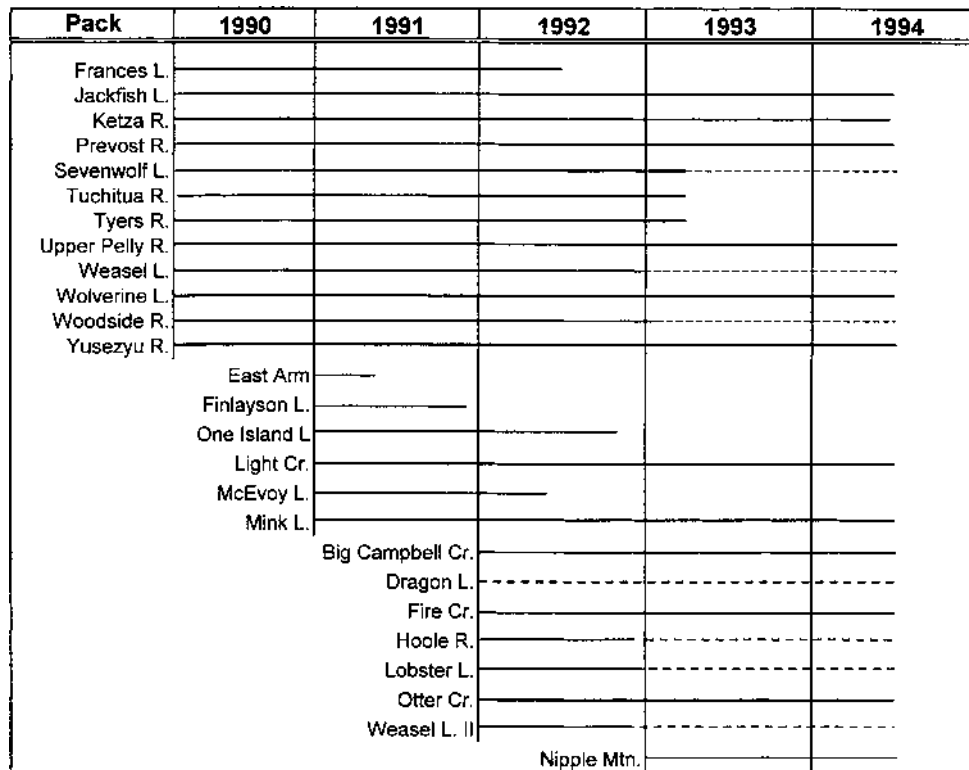 Pack 1990 1991 1992 1993 1994
Frances L.
Jackfish L.
Ketza R.
Prevost R.
Sevenwolf L.
Tuchitua R.
Tyers R.
Upper Pelly R.
Weasel L.
Wolverine L.
Woodside R.
Yusezyu R.
East Arm
Finlayson L.
One Island L
Light Cr.
McEvoy L.
Mink L.
Big Campbell Cr.
Dragon L.
Fire Cr.
Hoole R.
Lobster L.
Otter Cr.
Weasel L. II
Nipple Mtn.